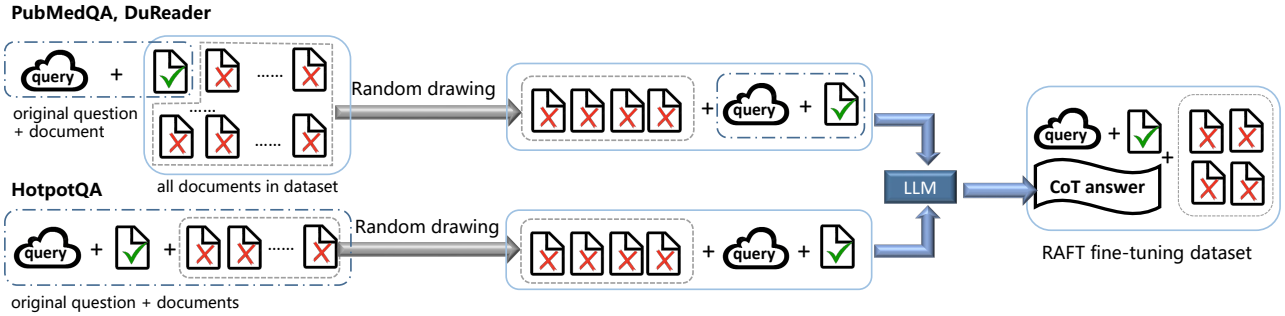 PubMedQA, DuReader
query + ......
original question
+ document
......
......
all documents in dataset
Random drawing
+ query +
HotpotQA
query + + ......
original question + documents
Random drawing
+ query +
LLM
query +
+
CoT answer
RAFT fine-tuning dataset